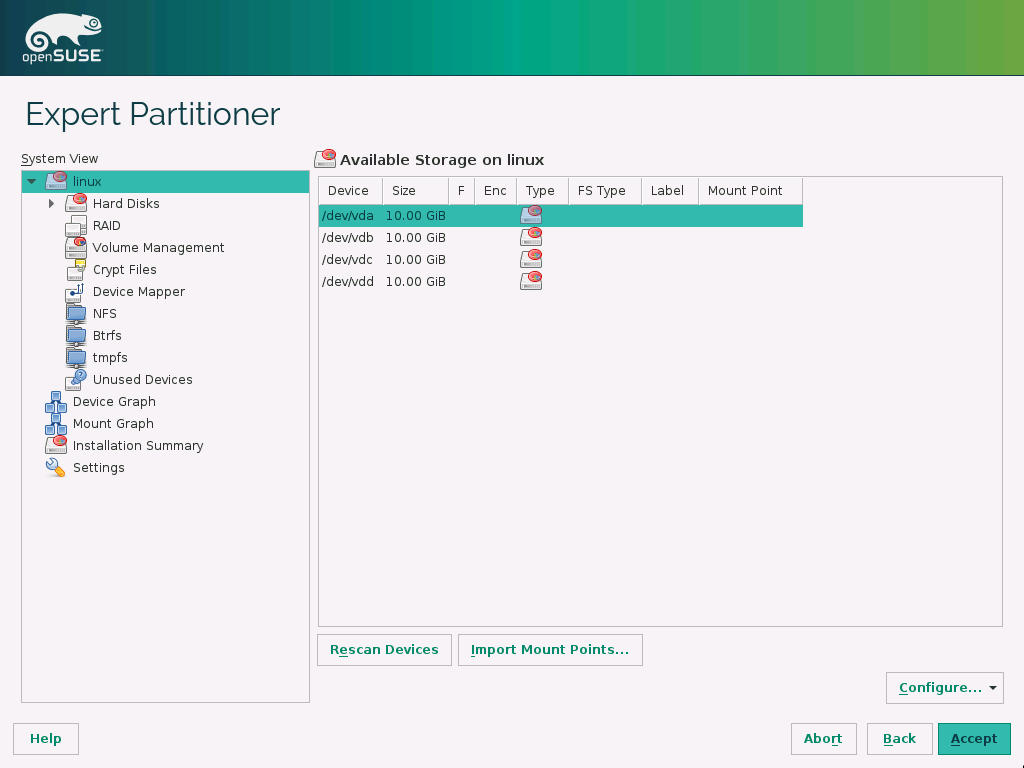 openSUSE
Expert Partitioner
System View
linux
Hard Disks
RAID
Volume Management
Crypt Files
Device Mapper
NFS
Btrfs
tmpfs
Unused Devices
Device Graph
Mount Graph
Installation Summary
Settings
Available Storage on linux
Device Size F Enc Type FS Type Label Mount Point
/dev/vda 10.00 GiB
/dev/vdb 10.00 GiB
/dev/vdc 10.00 GiB
/dev/vdd 10.00 GiB
Rescan Devices Import Mount Points...
Configure...
Help Abort Back Accept